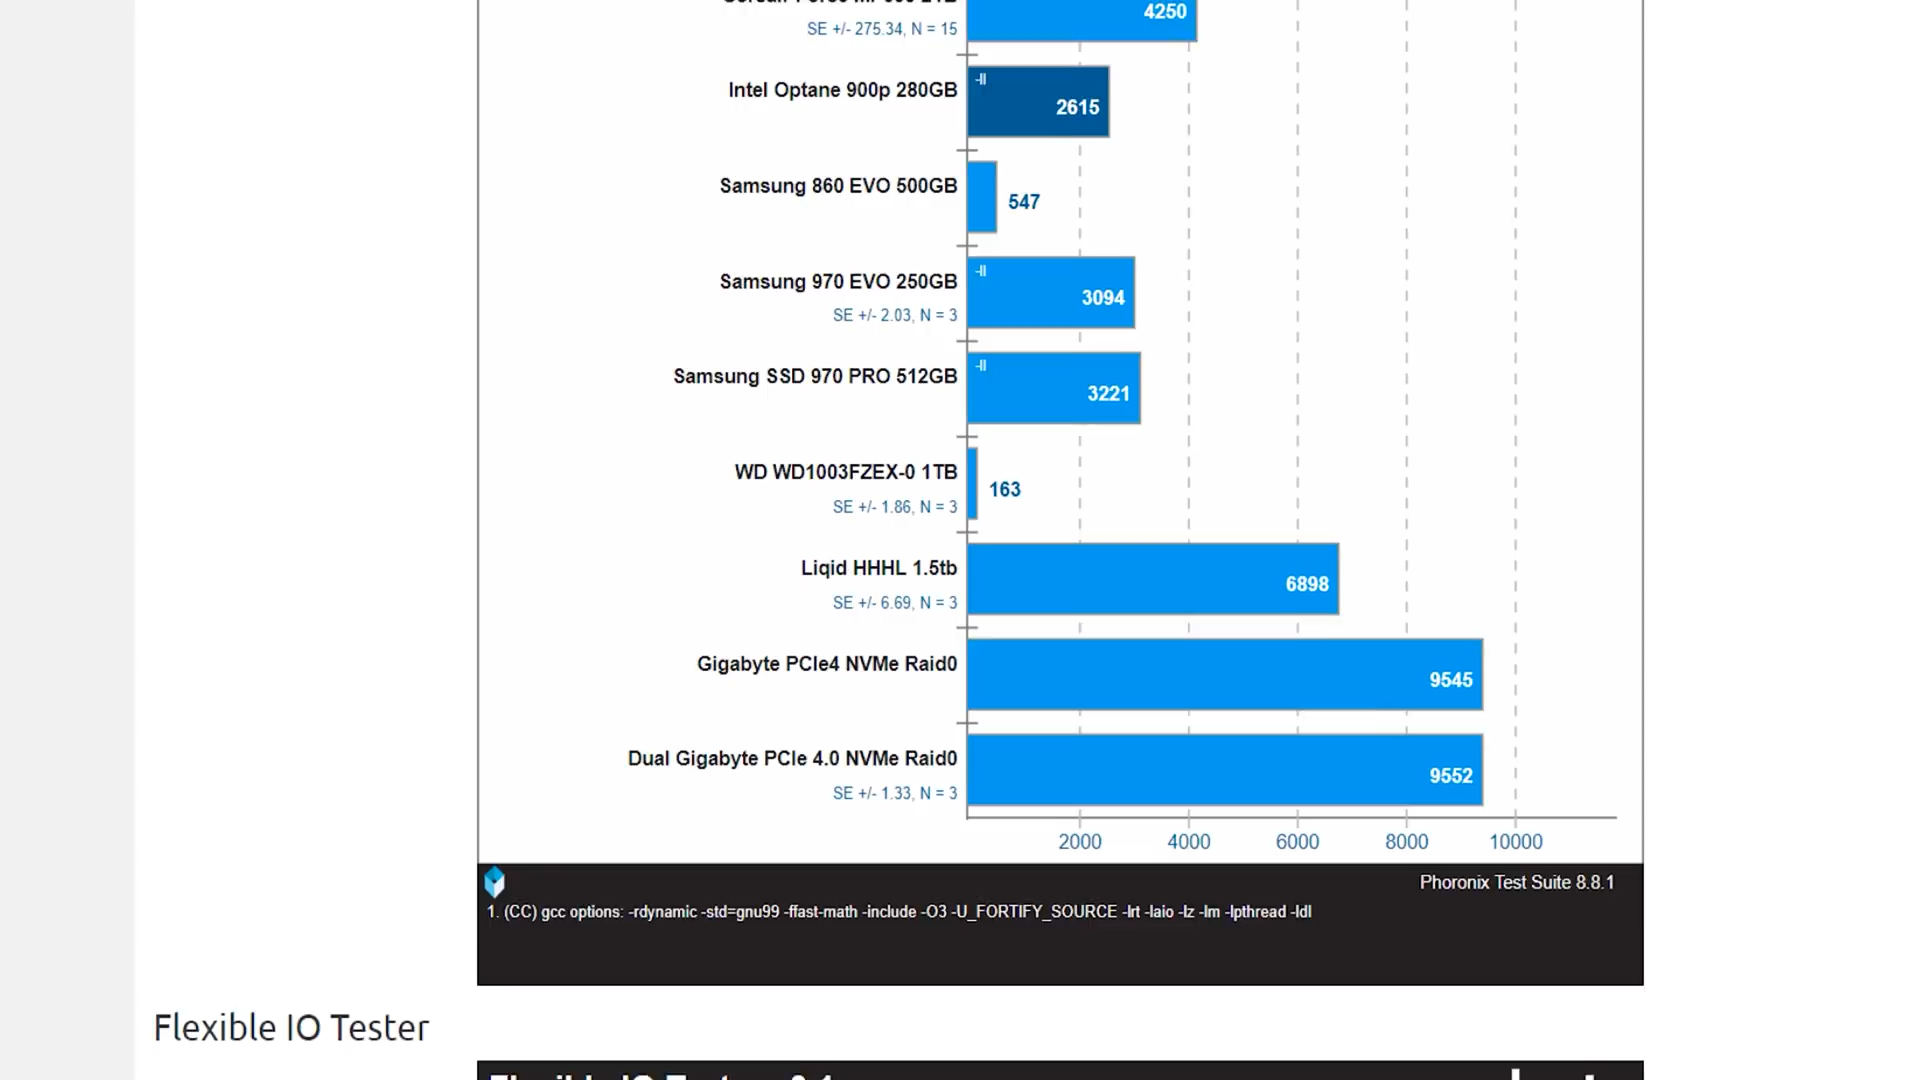 4250
SE +/- 275.34, N = 15
Intel Optane 900p 280GB
2615
Samsung 860 EVO 500GB
547
Samsung 970 EVO 250GB
3094
SE +/- 2.03, N = 3
Samsung SSD 970 PRO 512GB
3221
WD WD1003FZEX-0 1TB
163
SE +/- 1.86, N = 3
Liqid HHHL 1.5tb
6898
SE +/- 6.69, N = 3
Gigabyte PCIe4 NVMe Raid0
9545
Dual Gigabyte PCIe 4.0 NVMe Raid0
9552
SE +/- 1.33, N = 3
2000 4000 6000 8000 10000
Phoronix Test Suite 8.8.1
1. (CC) gcc options: -rdynamic -std=gnu99 -ffast-math -include -O3 -U_FORTIFY_SOURCE -lrt -laio -lz -lm -lpthread -ldl
Flexible IO Tester